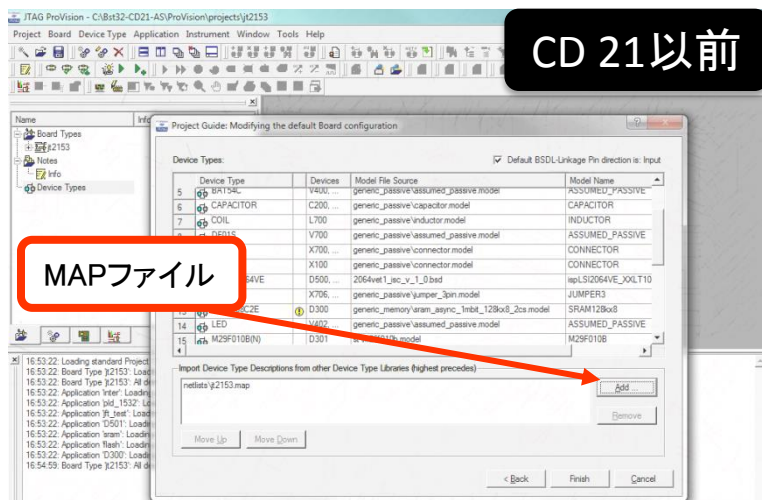 JTAG ProVision - C:\Bst32-CD21-AS\ProVision\projects\jt2153
Project Board Device Type Application Instrument Window Tools Help
CD 21以前
Name
Board Types
jt2153
Notes
Info
Device Types
Project Guide: Modifying the default Board configuration
Device Types:
Default BSDL-Linkage Pin direction is: Input
Device Type Devices Model File Source Model Name
5 BAT54C V400, ... generic_passive\assumed_passive.model ASSUMED_PASSIVE
6 CAPACITOR C200, ... generic_passive\capacitor.model CAPACITOR
7 COIL L700 generic_passive\inductor.model INDUCTOR
V700 generic_passive\assumed_passive.model ASSUMED_PASSIVE
X700, ... generic_passive\connector.model CONNECTOR
X100 generic_passive\connector.model CONNECTOR
D500, ... 2064vet1_isc_v_1_0.bsd ispLSI2064VE_XXLT10
X706, ... generic_passive\jumper_3pin.model JUMPER3
D300 generic_memory\sram_async_1mbit_128kx8_2cs.model SRAM128kx8
14 LED V402, ... generic_passive\assumed_passive.model ASSUMED_PASSIVE
15 M29F010B(N) D301 M29F010B
MAPファイル
Import Device Type Descriptions from other Device Type Libraries (highest precedes)
netlists\jt2153.map
Add ...
Remove
Move Up Move Down
< Back Finish Cancel
16:53:22: Loading standard Project
16:53:22: Board Type 'jt2153': Load
16:53:22: Board Type 'jt2153': All de
16:53:22: Application 'Inter': Loading
16:53:22: Application 'pld_1532': Lo
16:53:22: Application 'jft_test': Load
16:53:22: Application 'D501': Loadin
16:53:22: Application 'sram': Loadin
16:53:22: Application 'flash': Loadin
16:53:22: Application 'D300': Loadin
16:54:59: Board Type 'jt2153': All de